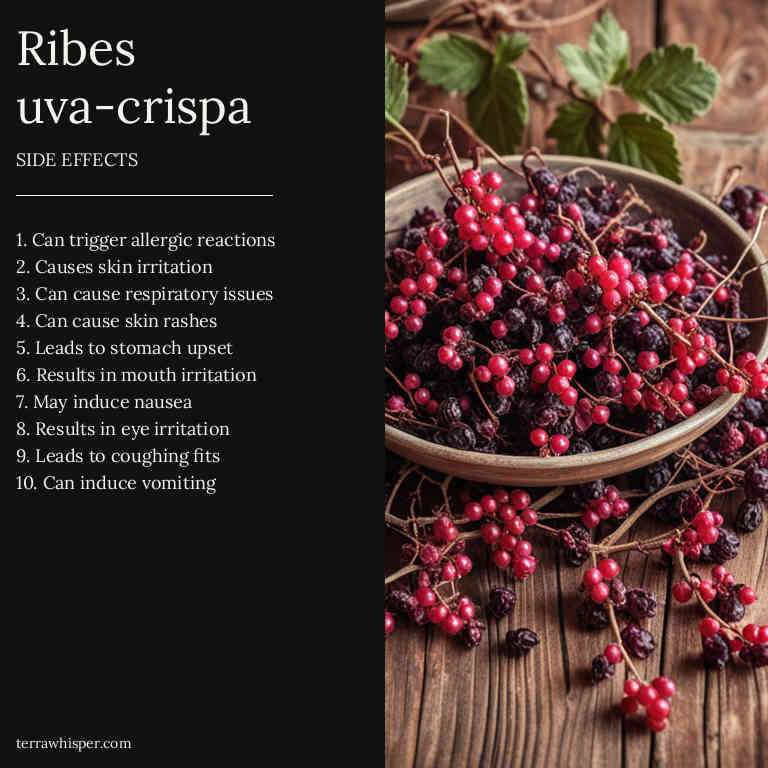 Ribes
uva-crispa
SIDE EFFECTS
1. Can trigger allergic reactions
2. Causes skin irritation
3. Can cause respiratory issues
4. Can cause skin rashes
5. Leads to stomach upset
6. Results in mouth irritation
7. May induce nausea
8. Results in eye irritation
9. Leads to coughing fits
10. Can induce vomiting
terrawhisper.com